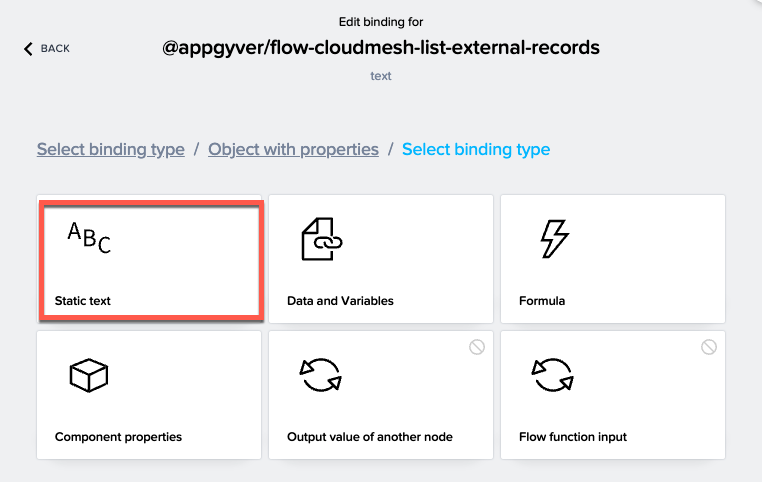 Edit binding for
BACK
@appgyver/flow-cloudmesh-list-external-records
text
Select binding type / Object with properties / Select binding type
ABC
Static text
Data and Variables
Formula
Component properties
Output value of another node
Flow function input